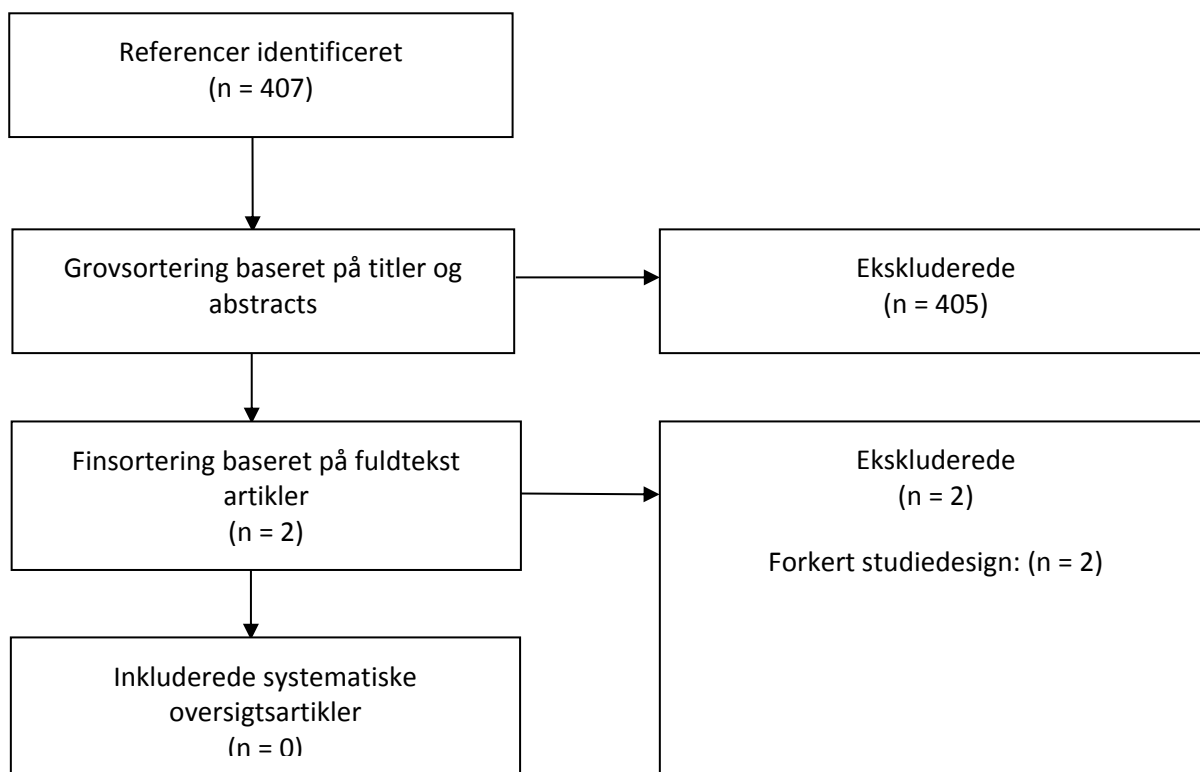 Referencer identificeret
(n = 407)
Grovsortering baseret på titler og
abstracts
Ekskluderede
(n = 405)
Finsortering baseret på fuldtekst
artikler
(n = 2)
Ekskluderede
(n = 2)
Forkert studiedesign: (n = 2)
Inkluderede systematiske
oversigtsartikler
(n = 0)